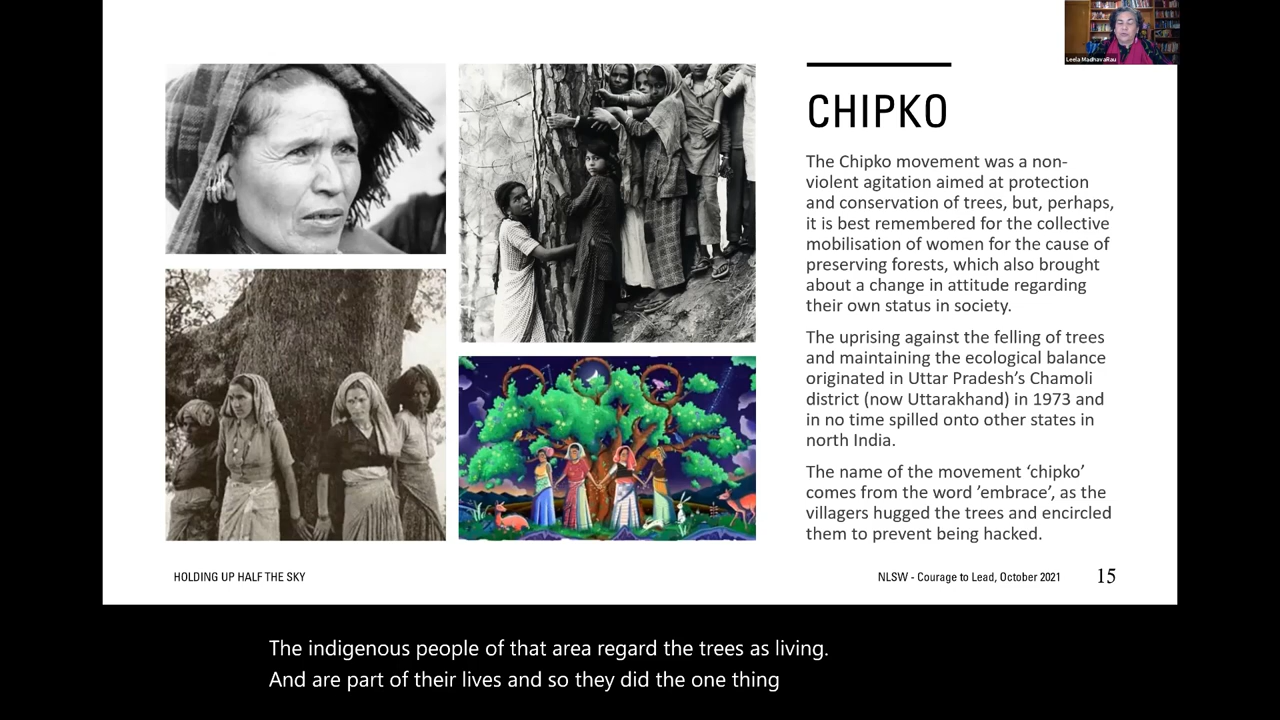 Leela MadhavaRau
CHIPKO
The Chipko movement was a non-
violent agitation aimed at protection
and conservation of trees, but, perhaps,
it is best remembered for the collective
mobilisation of women for the cause of
preserving forests, which also brought
about a change in attitude regarding
their own status in society.
The uprising against the felling of trees
and maintaining the ecological balance
originated in Uttar Pradesh’s Chamoli
district (now Uttarakhand) in 1973 and
in no time spilled onto other states in
north India.
The name of the movement ‘chipko’
comes from the word ’embrace’, as the
villagers hugged the trees and encircled
them to prevent being hacked.
HOLDING UP HALF THE SKY
NLSW - Courage to Lead, October 2021
15
The indigenous people of that area regard the trees as living.
And are part of their lives and so they did the one thing